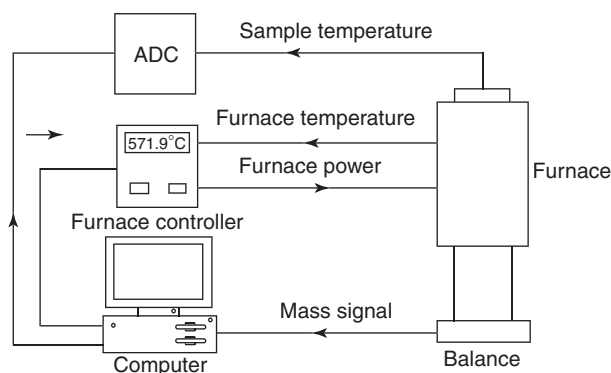 Sample temperature
ADC
Furnace temperature
571.9°C
Furnace power
Furnace
Furnace controller
Mass signal
Computer
Balance